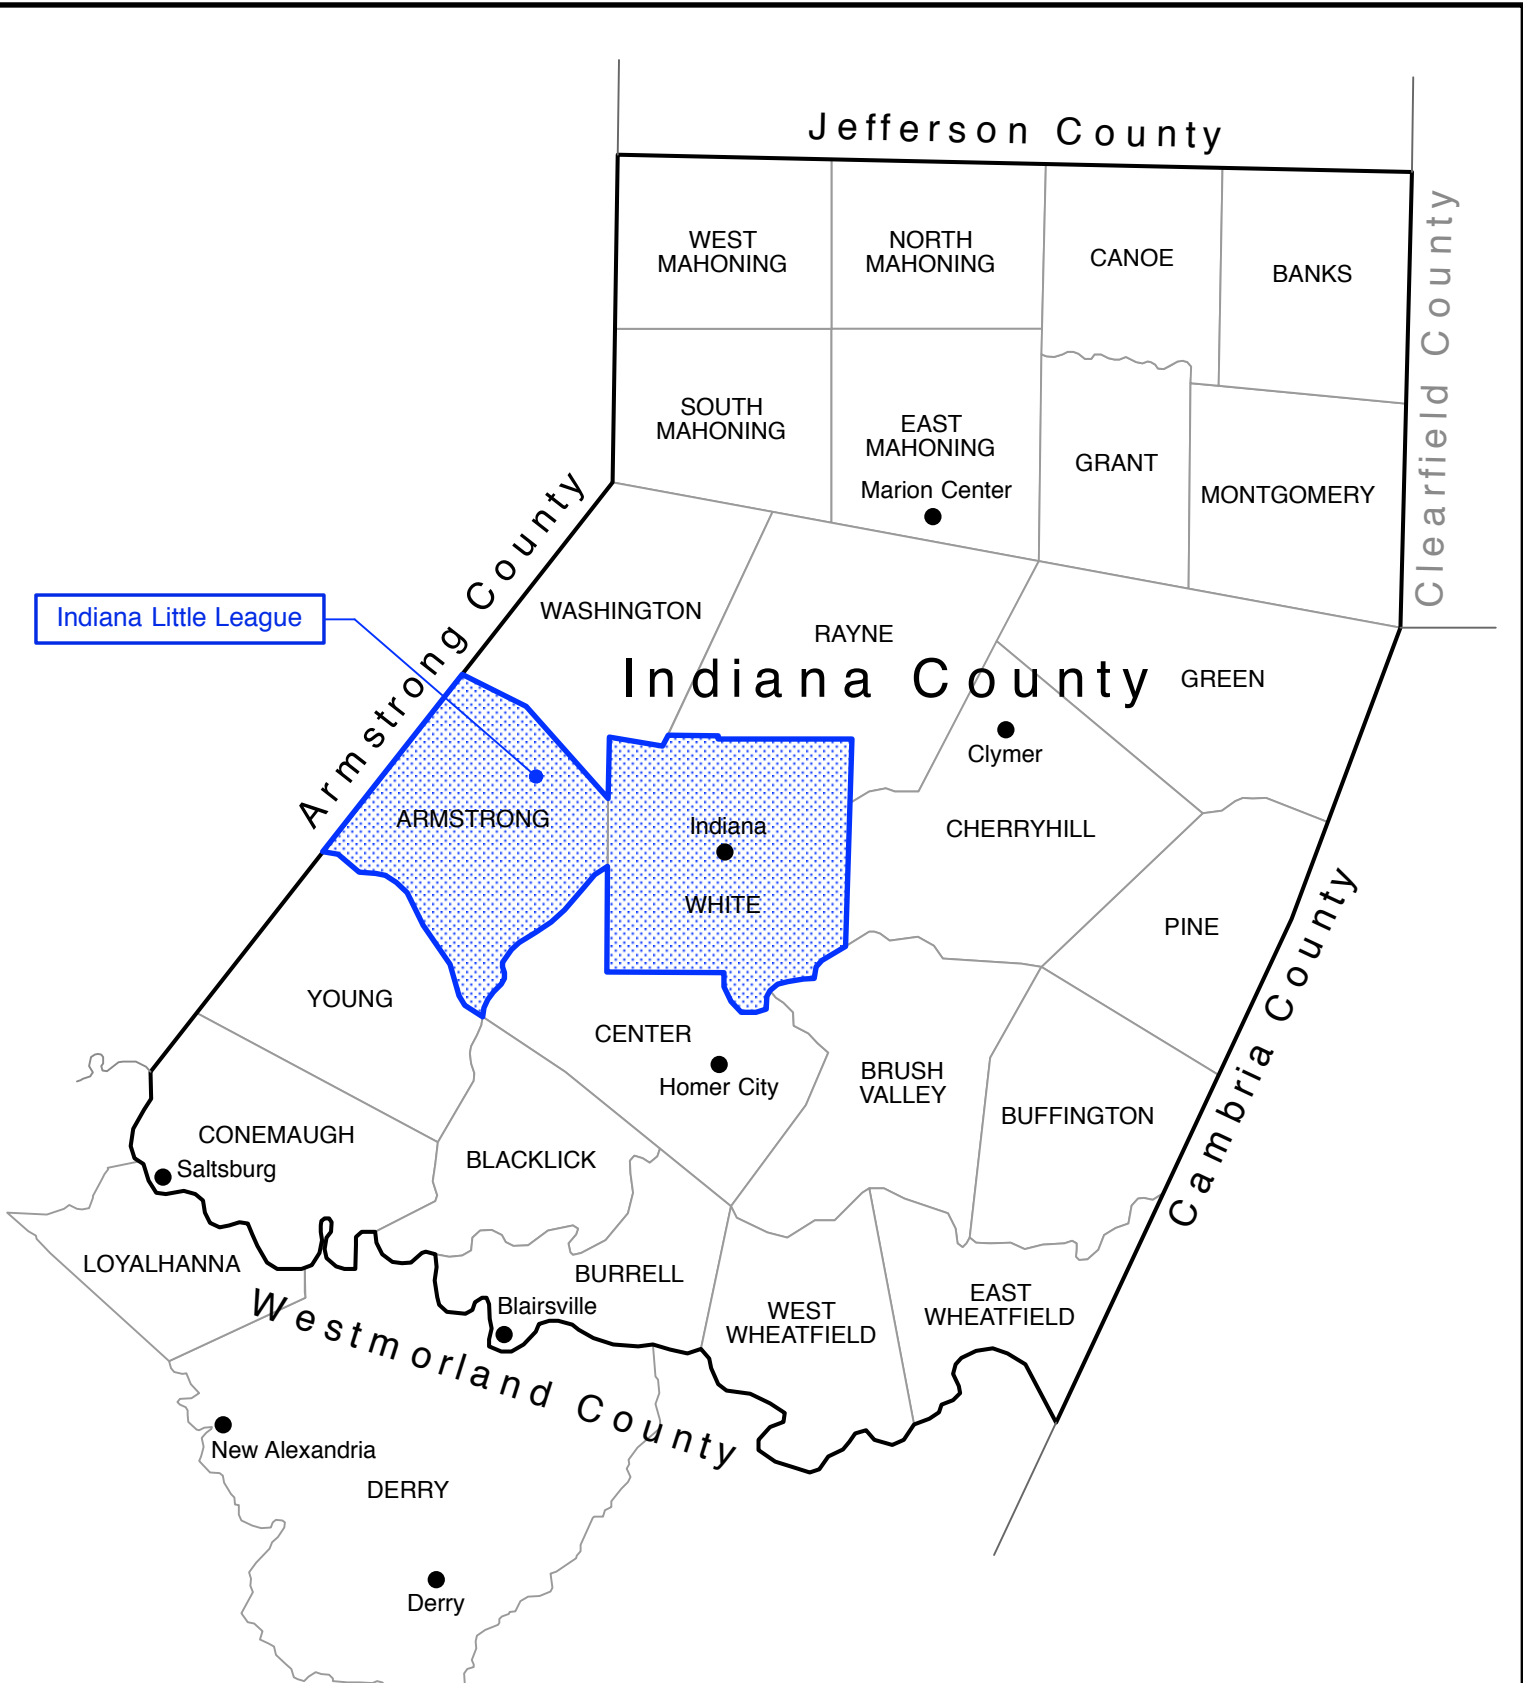 Jefferson County
Clearfield County
WEST
MAHONING
NORTH
MAHONING
CANOE
BANKS
SOUTH
MAHONING
EAST
MAHONING
Marion Center
GRANT
MONTGOMERY
Armstrong County
Indiana Little League
WASHINGTON
RAYNE
Indiana County
GREEN
Clymer
ARMSTRONG
Indiana
WHITE
CHERRYHILL
PINE
Cambria County
YOUNG
CENTER
Homer City
BRUSH
VALLEY
BUFFINGTON
CONEMAUGH
Saltsburg
BLACKLICK
LOYALHANNA
BURRELL
Blairsville
WEST
WHEATFIELD
EAST
WHEATFIELD
Westmorland County
New Alexandria
DERRY
Derry